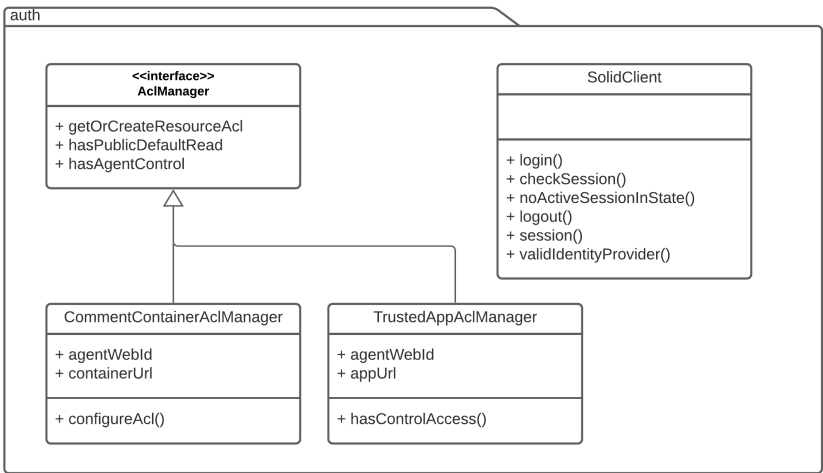 auth
<<interface>>
AclManager
+ getOrCreateResourceAcl
+ hasPublicDefaultRead
+ hasAgentControl
SolidClient
+ login()
+ checkSession()
+ noActiveSessionInState()
+ logout()
+ session()
+ validIdentityProvider()
CommentContainerAclManager
+ agentWebId
+ containerUrl
+ configureAcl()
TrustedAppAclManager
+ agentWebId
+ appUrl
+ hasControlAccess()